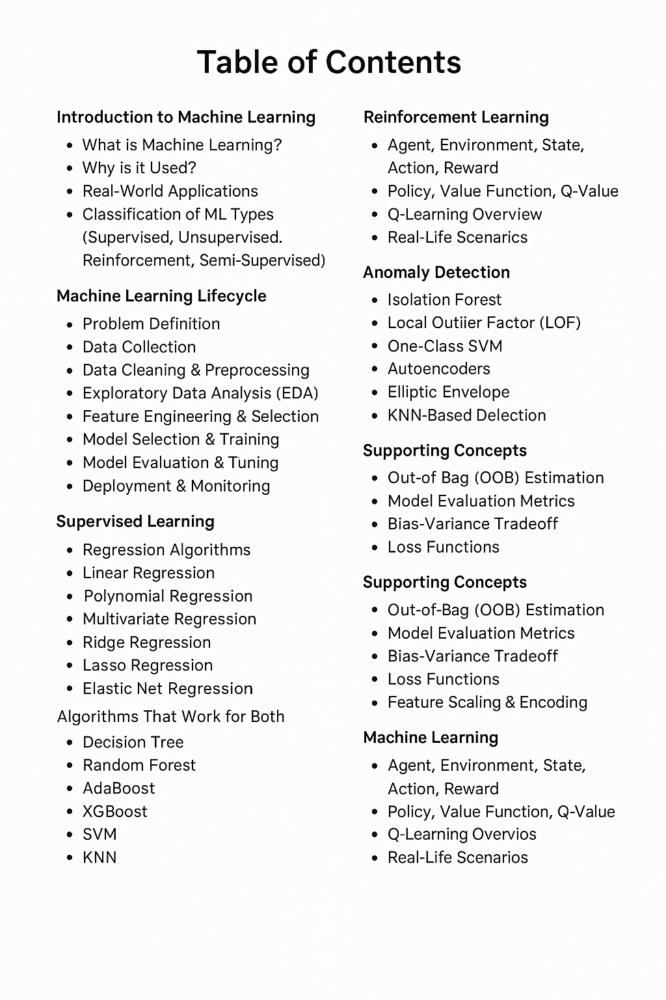 Table of Contents
Introduction to Machine Learning
• What is Machine Learning?
• Why is it Used?
• Real-World Applications
• Classification of ML Types
(Supervised, Unsupervised.
Reinforcement, Semi-Supervised)
Machine Learning Lifecycle
• Problem Definition
• Data Collection
• Data Cleaning & Preprocessing
• Exploratory Data Analysis (EDA)
• Feature Engineering & Selection
• Model Selection & Training
• Model Evaluation & Tuning
• Deployment & Monitoring
Supervised Learning
• Regression Algorithms
• Linear Regression
• Polynomial Regression
• Multivariate Regression
• Ridge Regression
• Lasso Regression
• Elastic Net Regression
Algorithms That Work for Both
• Decision Tree
• Random Forest
• AdaBoost
• XGBoost
• SVM
• KNN
Reinforcement Learning
• Agent, Environment, State,
Action, Reward
• Policy, Value Function, Q-Value
• Q-Learning Overview
• Real-Life Scenarics
Anomaly Detection
• Isolation Forest
• Local Outiier Factor (LOF)
• One-Class SVM
• Autoencoders
• Elliptic Envelope
• KNN-Based Delection
Supporting Concepts
• Out-of Bag (OOB) Estimation
• Model Evaluation Metrics
• Bias-Variance Tradeoff
• Loss Functions
Supporting Concepts
• Out-of-Bag (OOB) Estimation
• Model Evaluation Metrics
• Bias-Variance Tradeoff
• Loss Functions
• Feature Scaling & Encoding
Machine Learning
• Agent, Environment, State,
Action, Reward
• Policy, Value Function, Q-Value
• Q-Learning Overvios
• Real-Life Scenarios